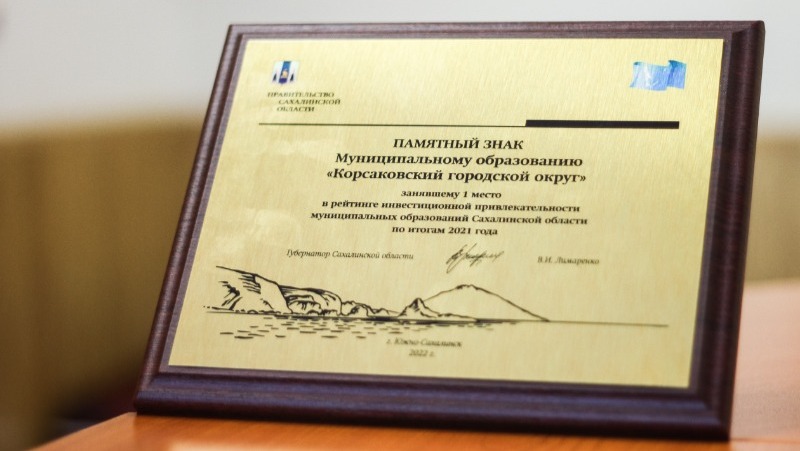 ПРАВИТЕЛЬСТВО
САХАЛИНСКОЙ
ОБЛАСТИ
ПАМЯТНЫЙ ЗНАК
Муниципальному образованию
«Корсаковский городской округ»
занявшему 1 место
в рейтинге инвестиционной привлекательности
муниципальных образований Сахалинской области
по итогам 2021 года
Губернатор Сахалинской области В.И. Лимаренко
г. Южно-Сахалинск
2022 г.